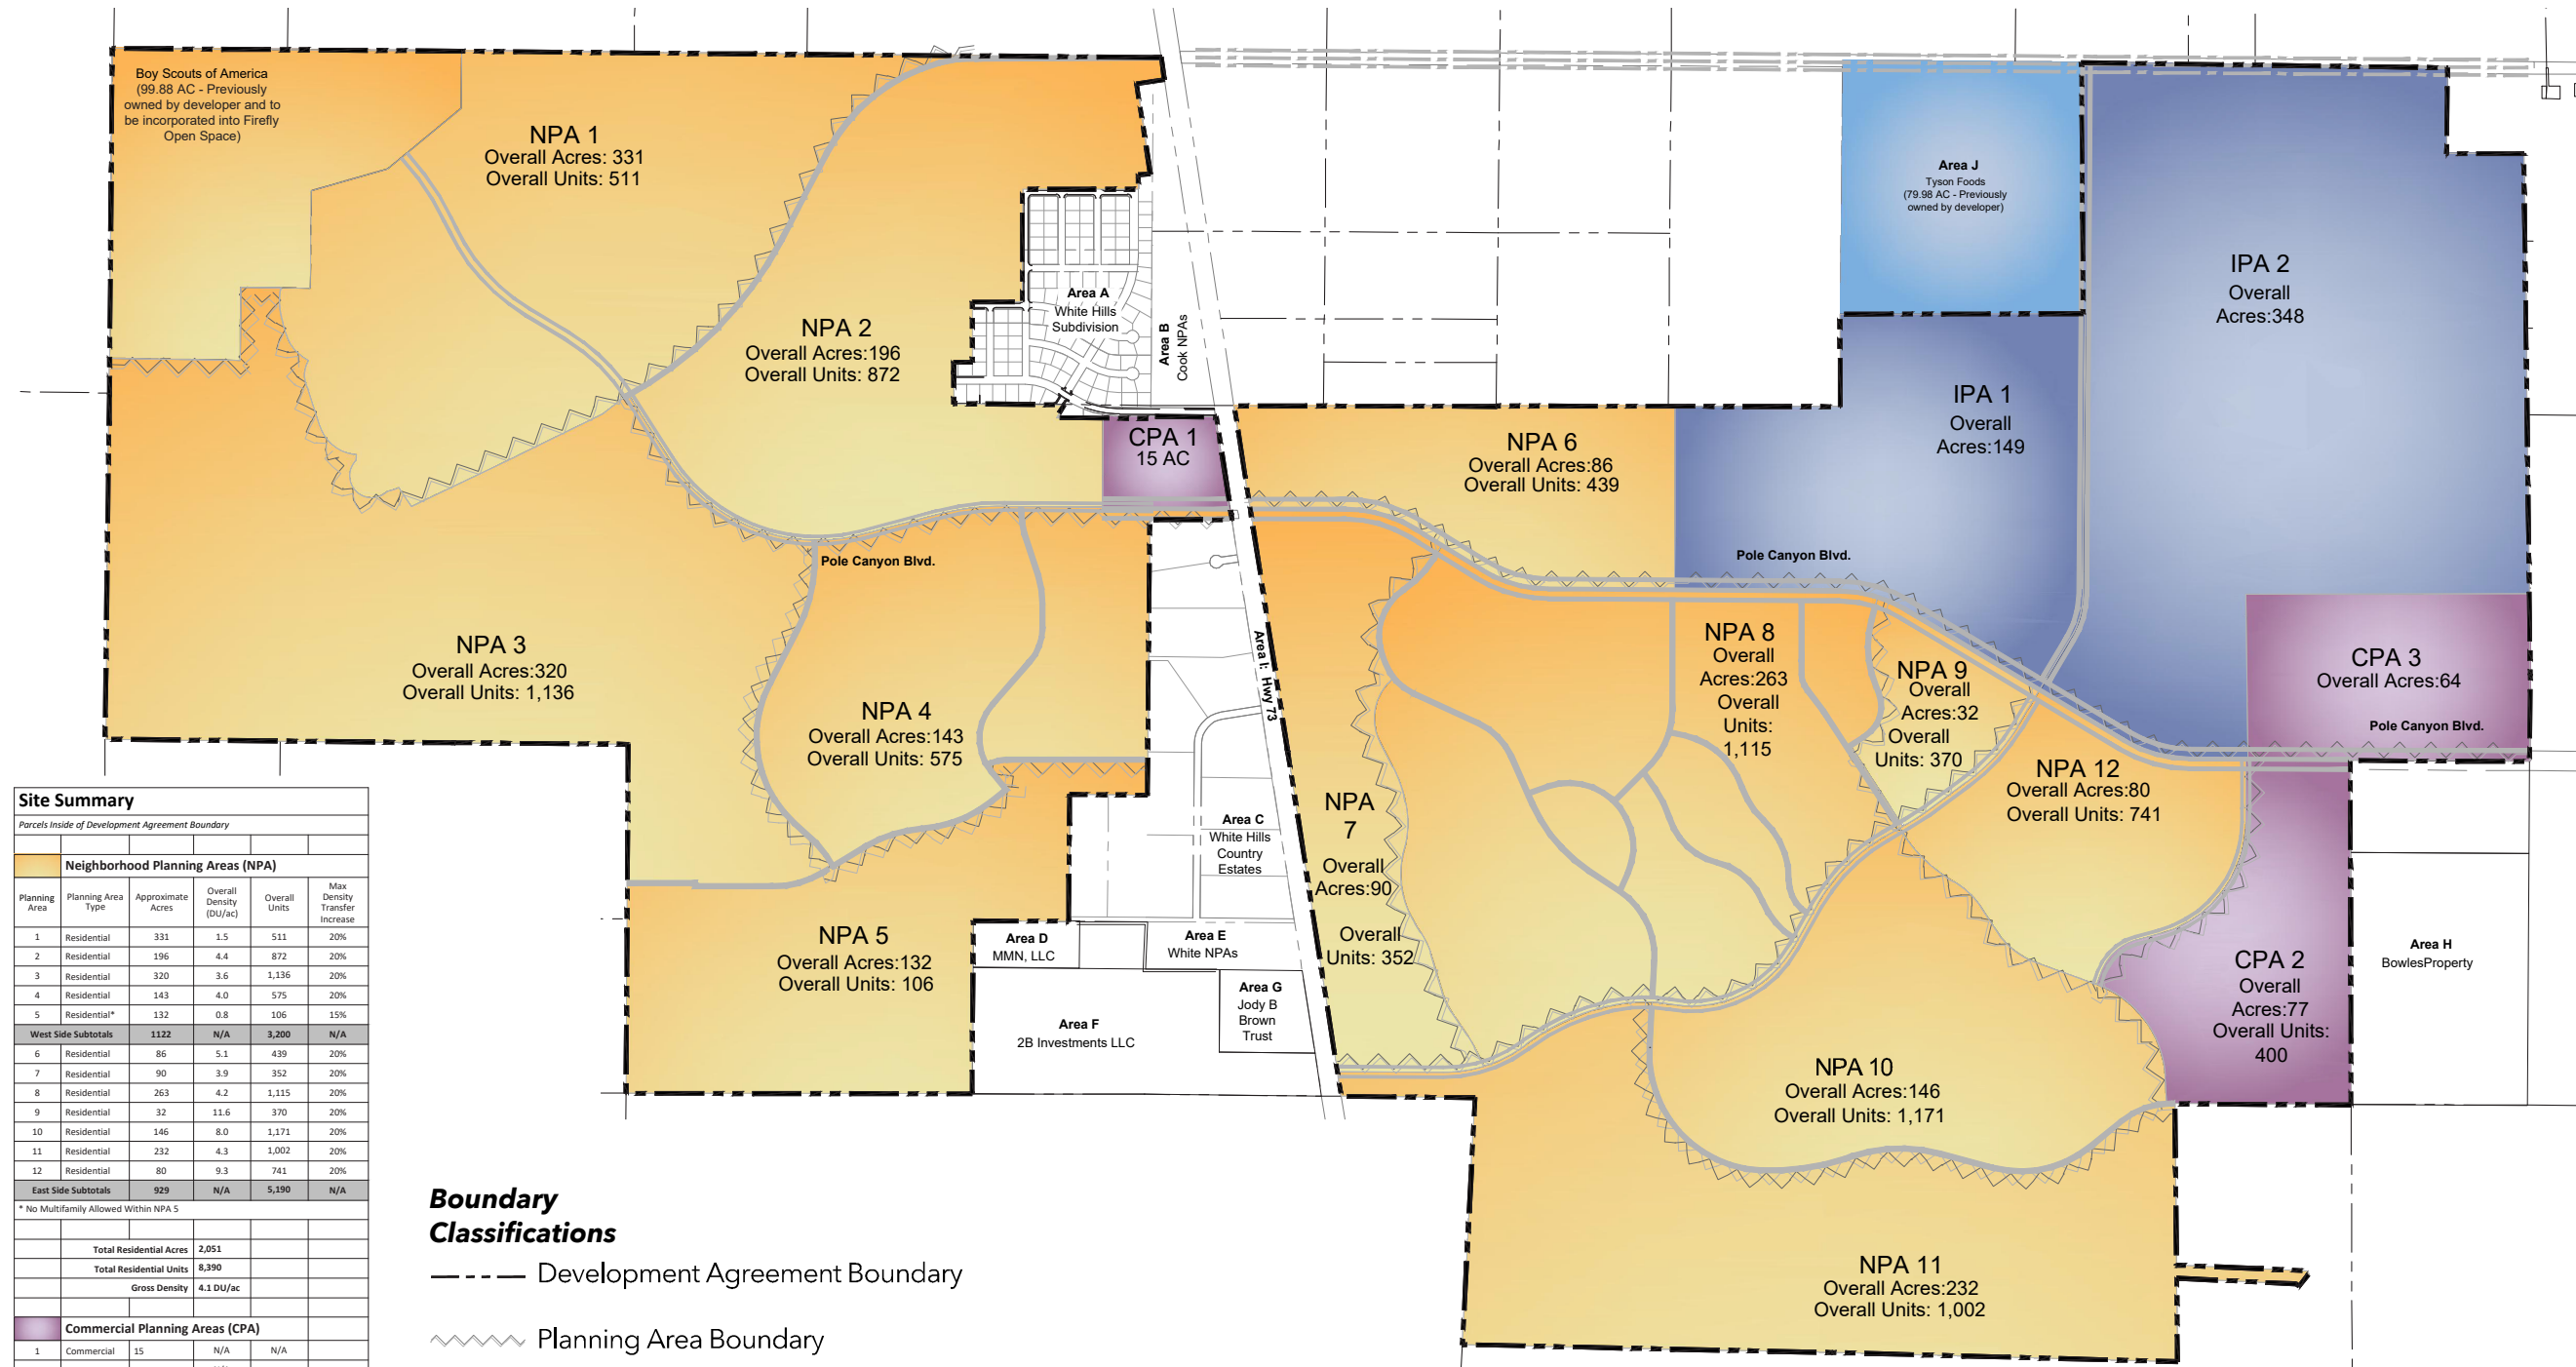 Boy Scouts of America
(99.88 AC - Previously
owned by developer and to
be incorporated into Firefly
Open Space)
NPA 1
Overall Acres: 331
Overall Units: 511
NPA 2
Overall Acres:196
Overall Units: 872
Area A
White Hills
Subdivision
Area B
Cook NPAs
CPA 1
15 AC
Area J
Tyson Foods
(79.98 AC - Previously
owned by developer)
IPA 2
Overall
Acres:348
IPA 1
Overall
Acres:149
NPA 6
Overall Acres:86
Overall Units: 439
Pole Canyon Blvd.
Pole Canyon Blvd.
NPA 3
Overall Acres:320
Overall Units: 1,136
NPA 4
Overall Acres:143
Overall Units: 575
Area I: Hwy 73
NPA 8
Overall
Acres:263
Overall
Units:
1,115
NPA 9
Overall
Acres:32
Overall
Units: 370
CPA 3
Overall Acres:64
Pole Canyon Blvd.
NPA 12
Overall Acres:80
Overall Units: 741
NPA
7
Overall
Acres:90
Overall
Units: 352
Area C
White Hills
Country
Estates
NPA 5
Overall Acres:132
Overall Units: 106
Area D
MMN, LLC
Area E
White NPAs
Area G
Jody B
Brown
Trust
Area F
2B Investments LLC
CPA 2
Overall
Acres:77
Overall Units:
400
Area H
BowlesProperty
NPA 10
Overall Acres:146
Overall Units: 1,171
NPA 11
Overall Acres:232
Overall Units: 1,002
Site Summary
Parcels Inside of Development Agreement Boundary
Neighborhood Planning Areas (NPA)
Planning Area Planning Area Type Approximate Acres Overall Density (DU/ac) Overall Units Max Density Transfer Increase
1 Residential 331 1.5 511 20%
2 Residential 196 4.4 872 20%
3 Residential 320 3.6 1,136 20%
4 Residential 143 4.0 575 20%
5 Residential* 132 0.8 106 15%
West Side Subtotals 1122 N/A 3,200 N/A
6 Residential 86 5.1 439 20%
7 Residential 90 3.9 352 20%
8 Residential 263 4.2 1,115 20%
9 Residential 32 11.6 370 20%
10 Residential 146 8.0 1,171 20%
11 Residential 232 4.3 1,002 20%
12 Residential 80 9.3 741 20%
East Side Subtotals 929 N/A 5,190 N/A
* No Multifamily Allowed Within NPA 5
Total Residential Acres 2,051
Total Residential Units 8,390
Gross Density 4.1 DU/ac
Commercial Planning Areas (CPA)
1 Commercial 15 N/A N/A
Boundary
Classifications
Development Agreement Boundary
Planning Area Boundary